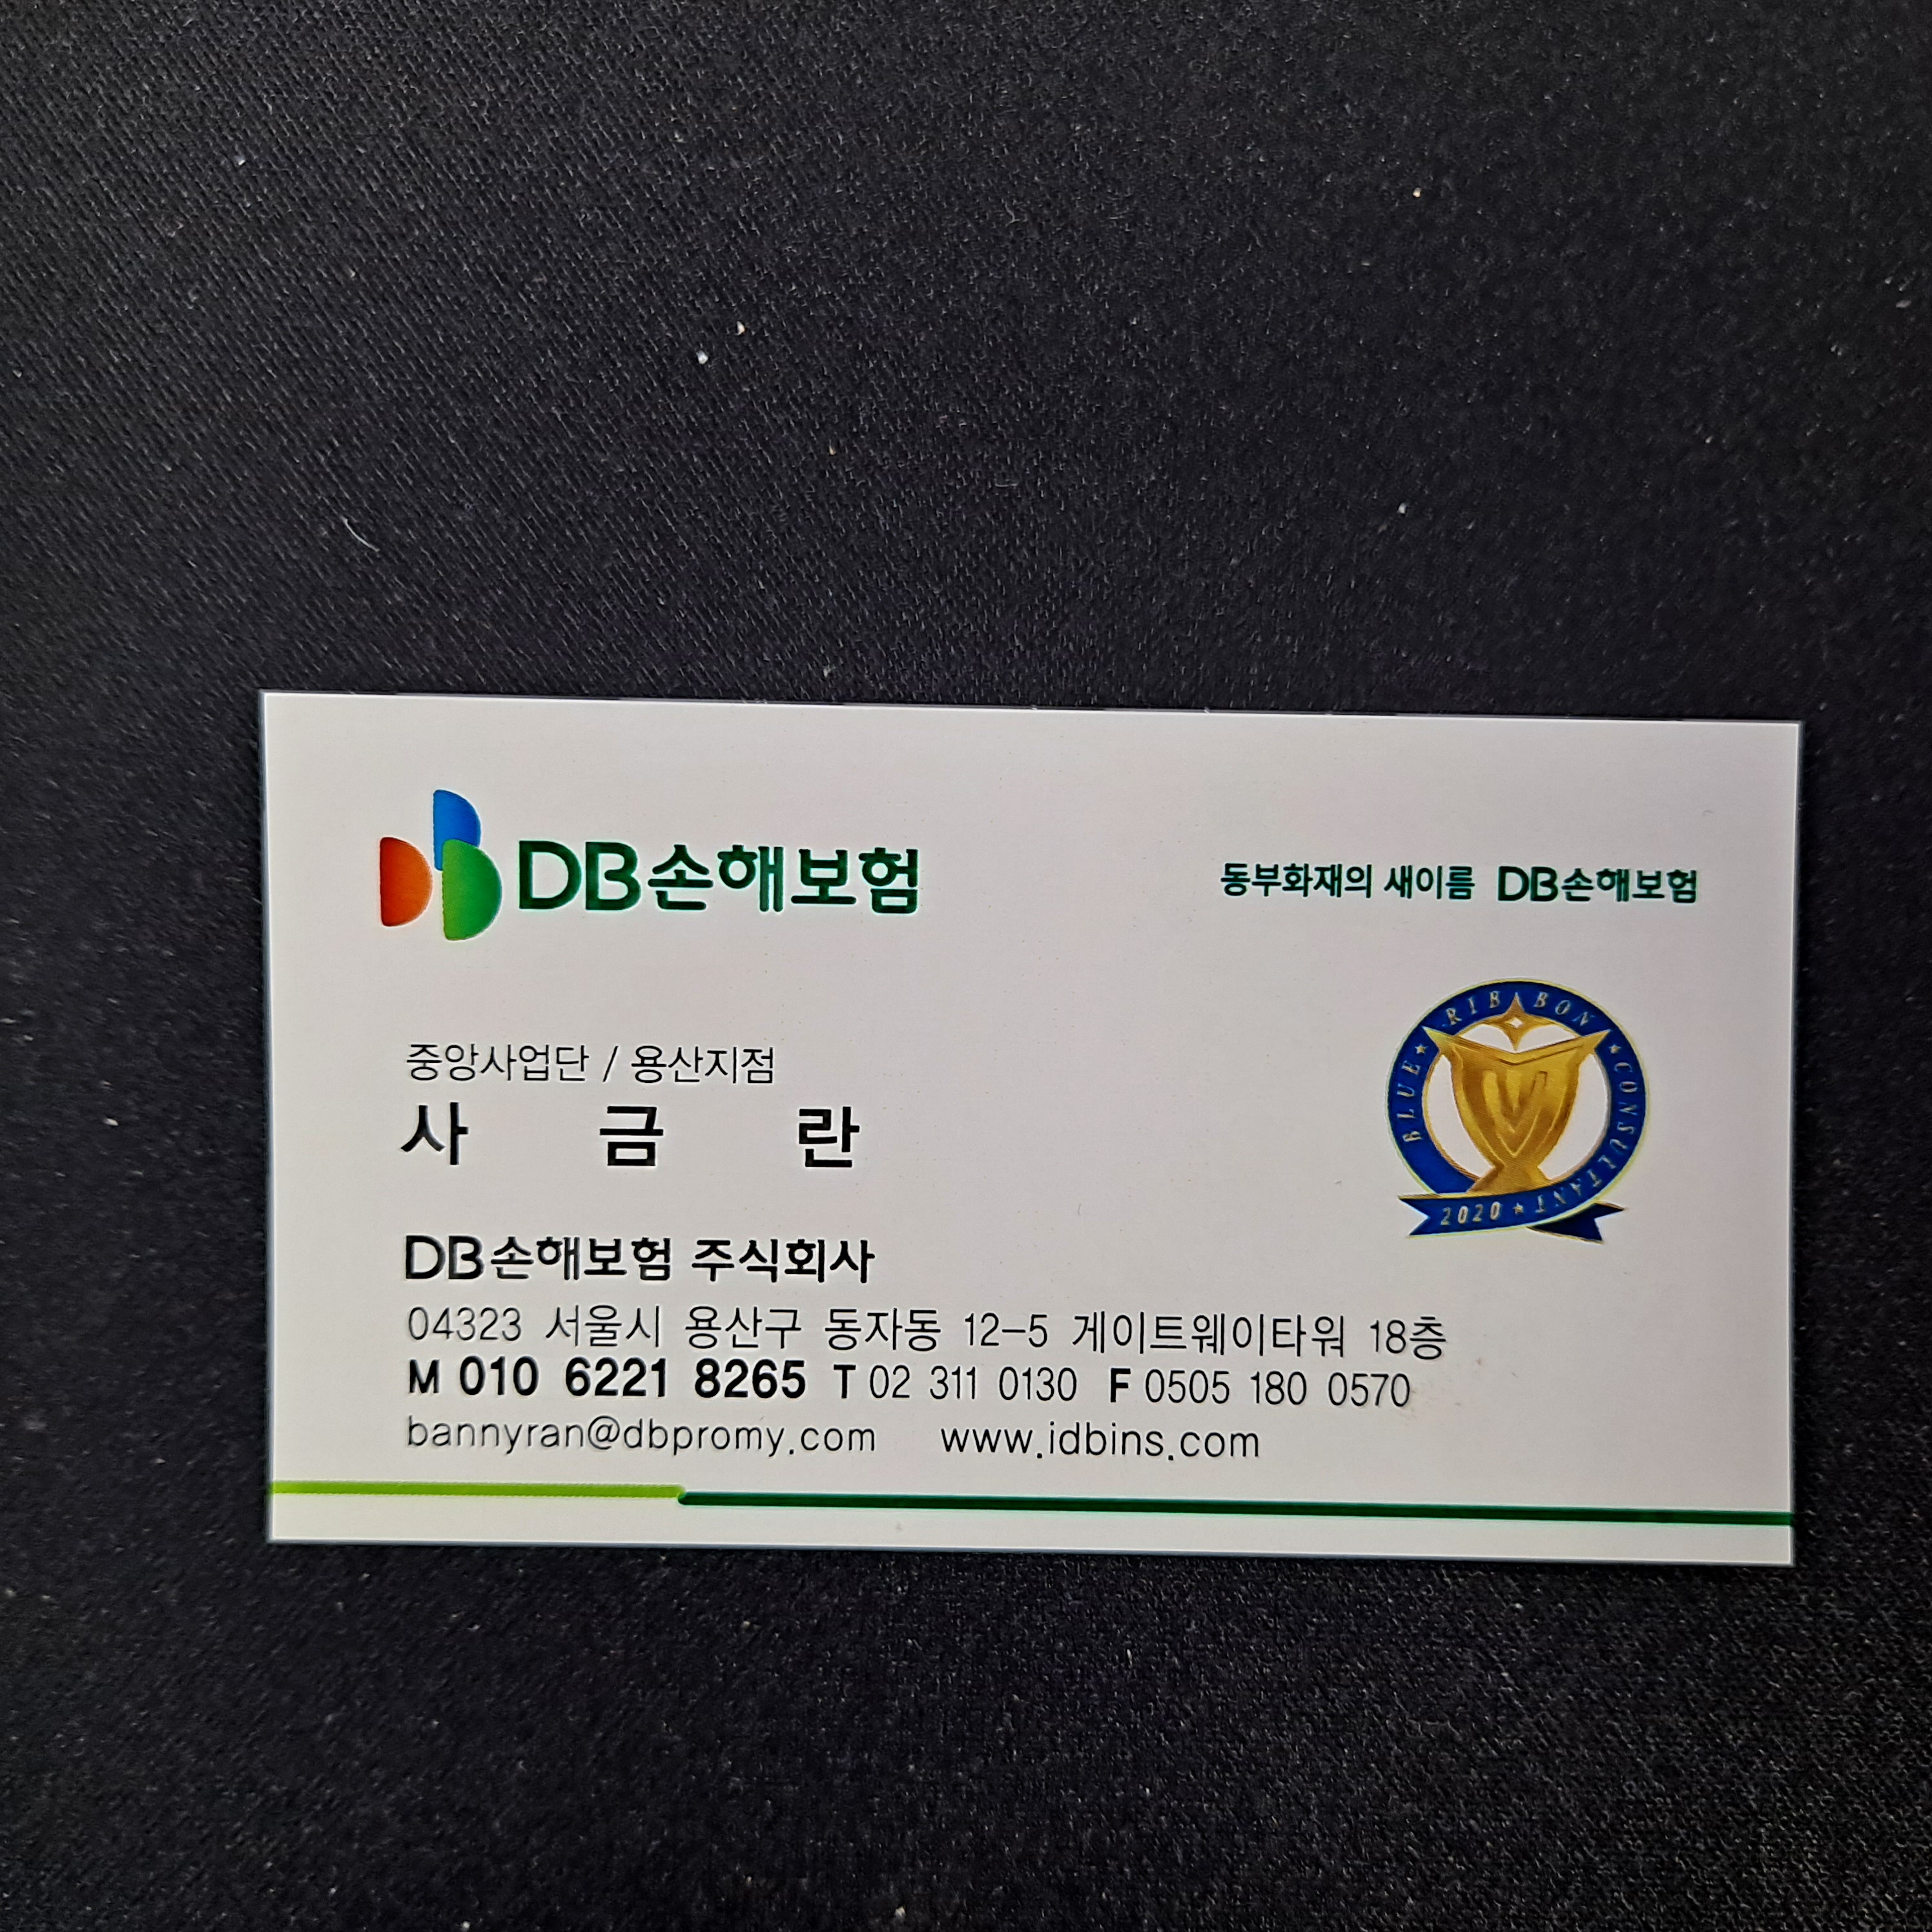 DB손해보험
동부화재의 새이름 DB손해보험
BLUE RIBBON CONSULTANT
2020
중앙사업단 / 용산지점
사 금 란
DB손해보험 주식회사
04323 서울시 용산구 동자동 12-5 게이트웨이타워 18층
M 010 6221 8265 T 02 311 0130 F 0505 180 0570
bannyran@dbpromy.com www.idbins.com